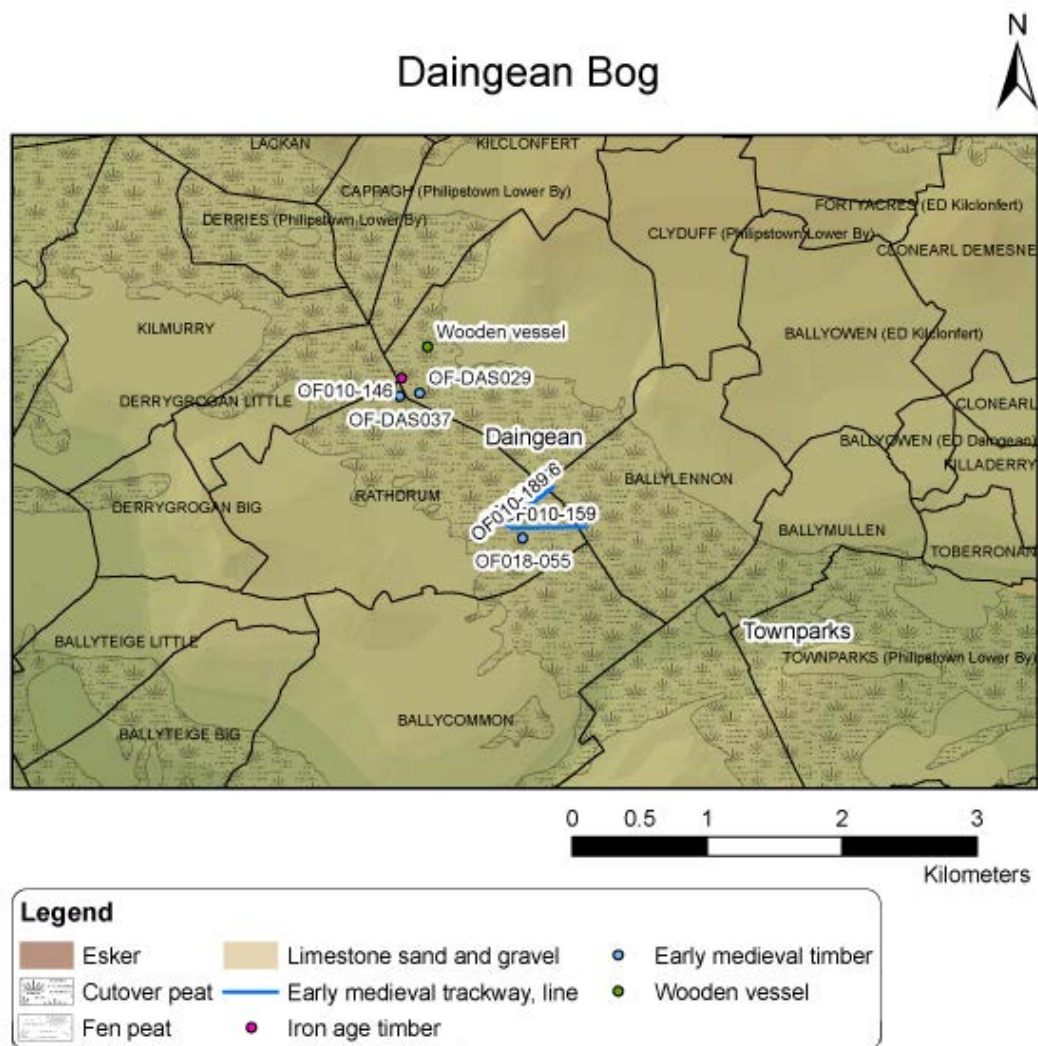 N
Daingean Bog
LACKAN
KILCLONFERT
CAPPAGH (Philipstown Lower By)
DERRIES (Philipstown Lower By)
FORTYACRES (ED Kilclonfert)
CLYDUFF (Philipstown Lower By)
CLONEARL DEMESNE
KILMURRY
Wooden vessel
BALLYOWEN (ED Kilclonfert)
OF010-146
OF-DAS029
DERRYGROGAN LITTLE
OF-DAS037
CLONEARL
Daingean
BALLYOWEN (ED Daingean)
KILLADERRY
BALLYLENNON
RATHDRUM
OF010-189
DERRYGROGAN BIG
010-159
BALLYMULLEN
TOBERRONAN
OF018-055
BALLYTEIGE LITTLE
Townparks
TOWNPARKS (Philipstown Lower By)
BALLYCOMMON
BALLYTEIGE BIG
0 0.5 1 2 3
Kilometers
Legend
Esker
Limestone sand and gravel
Early medieval timber
Cutover peat
Early medieval trackway, line
Wooden vessel
Fen peat
Iron age timber